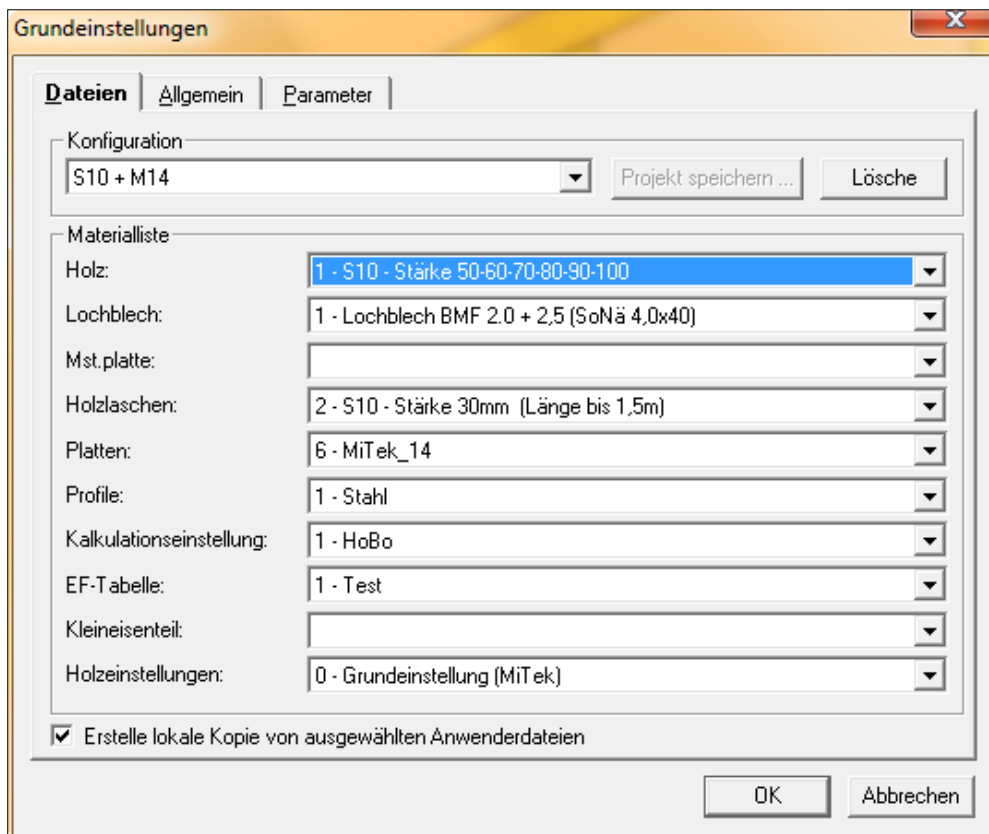 Grundeinstellungen
Dateien Allgemein Parameter
Konfiguration
S10 + M14 Projekt speichern ... Lösche
Materialliste
Holz: 1 - S10 - Stärke 50-60-70-80-90-100
Lochblech: 1 - Lochblech BMF 2.0 + 2,5 (SoNä 4,0x40)
Mst.platte:
Holzlaschen: 2 - S10 - Stärke 30mm (Länge bis 1,5m)
Platten: 6 - MiTek_14
Profile: 1 - Stahl
Kalkulationseinstellung: 1 - HoBo
EF-Tabelle: 1 - Test
Kleineisenteil:
Holzeinstellungen: 0 - Grundeinstellung (MiTek)
Erstelle lokale Kopie von ausgewählten Anwenderdateien
OK Abbrechen